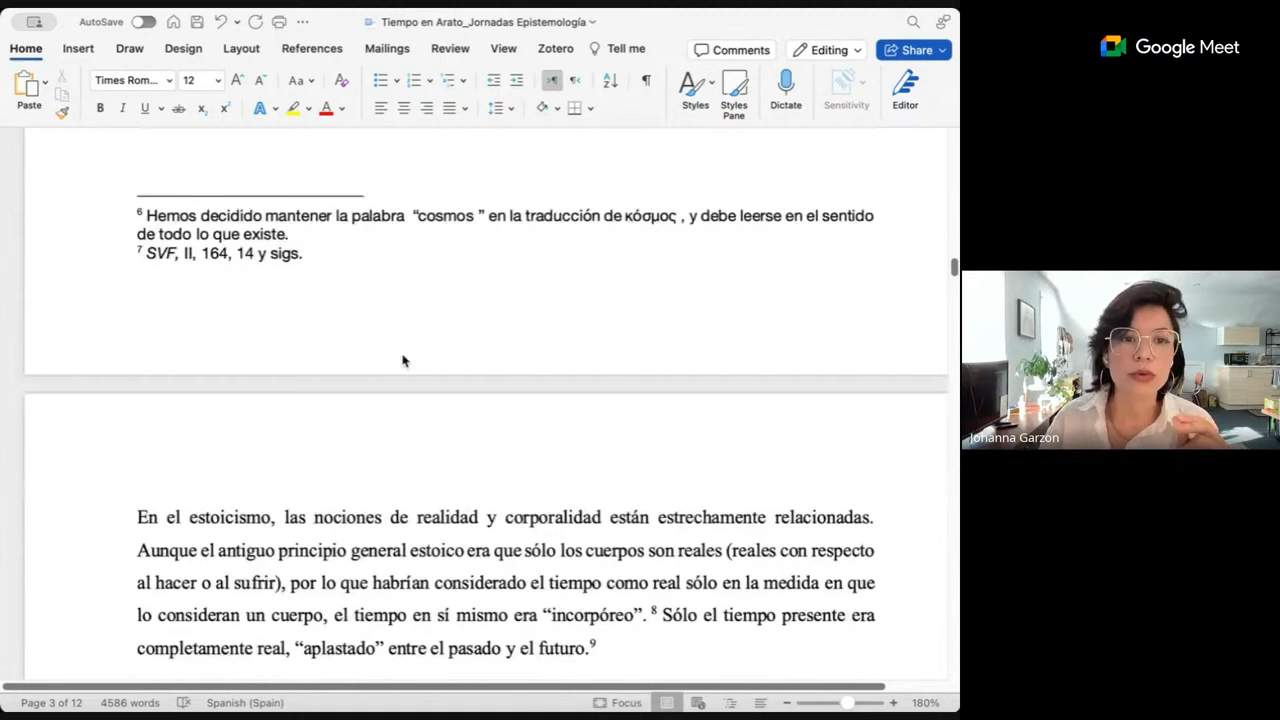 AutoSave
Tiempo en Arato_Jornadas Epistemología
Home Insert Draw Design Layout References Mailings Review View Zotero Tell me Comments Editing Share
Paste
Times Rom... 12 Aa
B I U ab x₂ x² A A
Styles
Styles Pane
Dictate
Sensitivity
Editor
⁶ Hemos decidido mantener la palabra “cosmos ” en la traducción de κόσμος , y debe leerse en el sentido
de todo lo que existe.
⁷ SVF, II, 164, 14 y sigs.
En el estoicismo, las nociones de realidad y corporalidad están estrechamente relacionadas.
Aunque el antiguo principio general estoico era que sólo los cuerpos son reales (reales con respecto
al hacer o al sufrir), por lo que habrían considerado el tiempo como real sólo en la medida en que
lo consideran un cuerpo, el tiempo en sí mismo era “incorpóreo”. ⁸ Sólo el tiempo presente era
completamente real, “aplastado” entre el pasado y el futuro.⁹
Page 3 of 12 4586 words Spanish (Spain) Focus 180%
Google Meet
Johanna Garzon